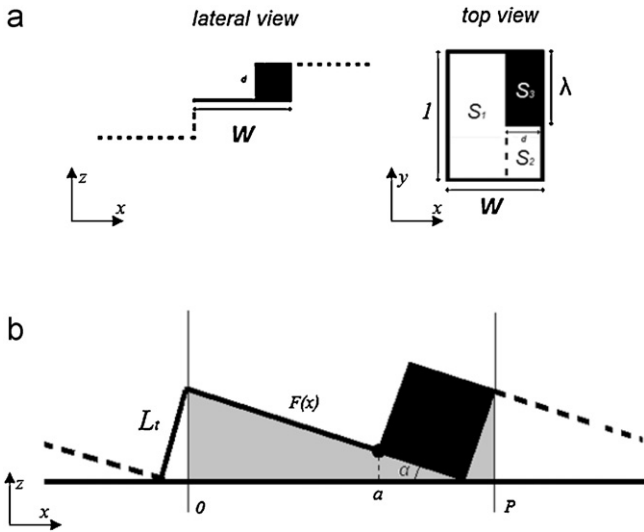 a
lateral view
top view
d
W
1
S₁
S₃
d
S₂
λ
W
z
x
y
x
b
Lₜ
F(x)
α
z
x
0
a
P